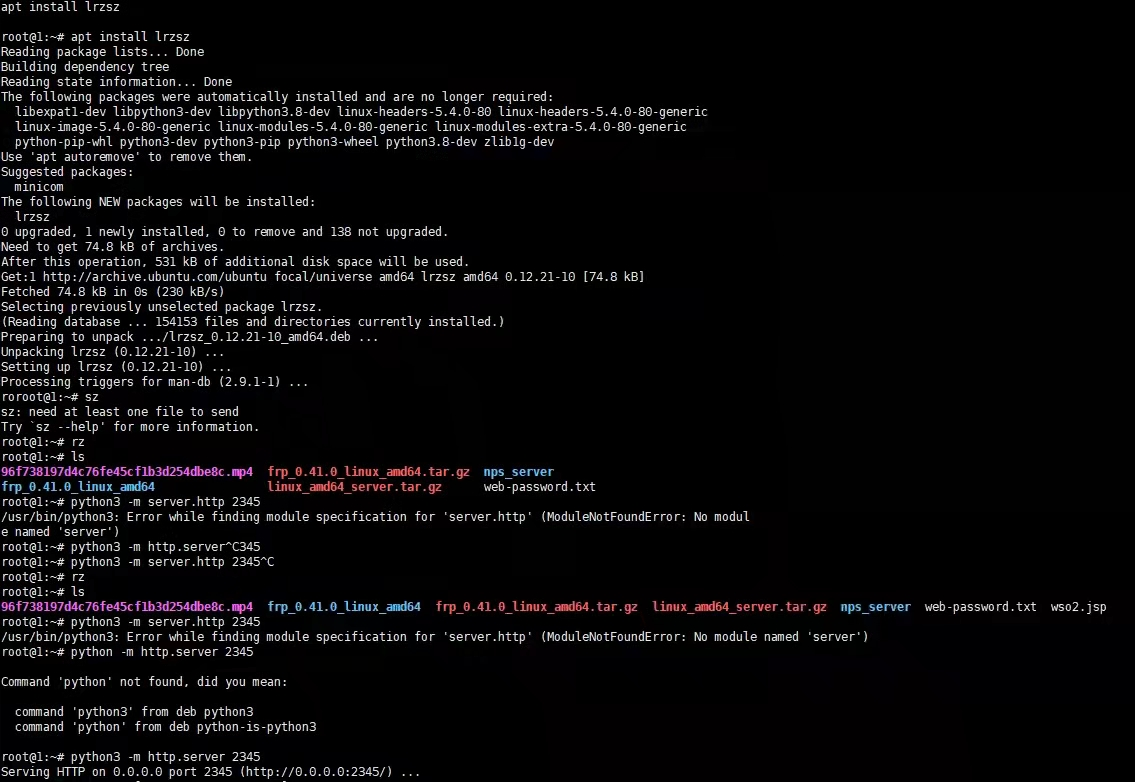 apt install lrzsz
root@1:~# apt install lrzsz
Reading package lists... Done
Building dependency tree
Reading state information... Done
The following packages were automatically installed and are no longer required:
  libexpat1-dev libpython3-dev libpython3.8-dev linux-headers-5.4.0-80 linux-headers-5.4.0-80-generic
  linux-image-5.4.0-80-generic linux-modules-5.4.0-80-generic linux-modules-extra-5.4.0-80-generic
  python-pip-whl python3-dev python3-pip python3-wheel python3.8-dev zlib1g-dev
Use 'apt autoremove' to remove them.
Suggested packages:
  minicom
The following NEW packages will be installed:
  lrzsz
0 upgraded, 1 newly installed, 0 to remove and 138 not upgraded.
Need to get 74.8 kB of archives.
After this operation, 531 kB of additional disk space will be used.
Get:1 http://archive.ubuntu.com/ubuntu focal/universe amd64 lrzsz amd64 0.12.21-10 [74.8 kB]
Fetched 74.8 kB in 0s (230 kB/s)
Selecting previously unselected package lrzsz.
(Reading database ... 154153 files and directories currently installed.)
Preparing to unpack .../lrzsz_0.12.21-10_amd64.deb ...
Unpacking lrzsz (0.12.21-10) ...
Setting up lrzsz (0.12.21-10) ...
Processing triggers for man-db (2.9.1-1) ...
roroot@1:~# sz
sz: need at least one file to send
Try `sz --help' for more information.
root@1:~# rz
root@1:~# ls
96f738197d4c76fe45cf1b3d254dbe8c.mp4  frp_0.41.0_linux_amd64.tar.gz  nps_server
frp_0.41.0_linux_amd64                linux_amd64_server.tar.gz      web-password.txt
root@1:~# python3 -m server.http 2345
/usr/bin/python3: Error while finding module specification for 'server.http' (ModuleNotFoundError: No modul
e named 'server')
root@1:~# python3 -m http.server^C345
root@1:~# python3 -m server.http 2345^C
root@1:~# rz
root@1:~# ls
96f738197d4c76fe45cf1b3d254dbe8c.mp4  frp_0.41.0_linux_amd64  frp_0.41.0_linux_amd64.tar.gz  linux_amd64_server.tar.gz  nps_server  web-password.txt  wso2.jsp
root@1:~# python3 -m server.http 2345
/usr/bin/python3: Error while finding module specification for 'server.http' (ModuleNotFoundError: No module named 'server')
root@1:~# python -m http.server 2345
Command 'python' not found, did you mean:
  command 'python3' from deb python3
  command 'python' from deb python-is-python3
root@1:~# python3 -m http.server 2345
Serving HTTP on 0.0.0.0 port 2345 (http://0.0.0.0:2345/) ...